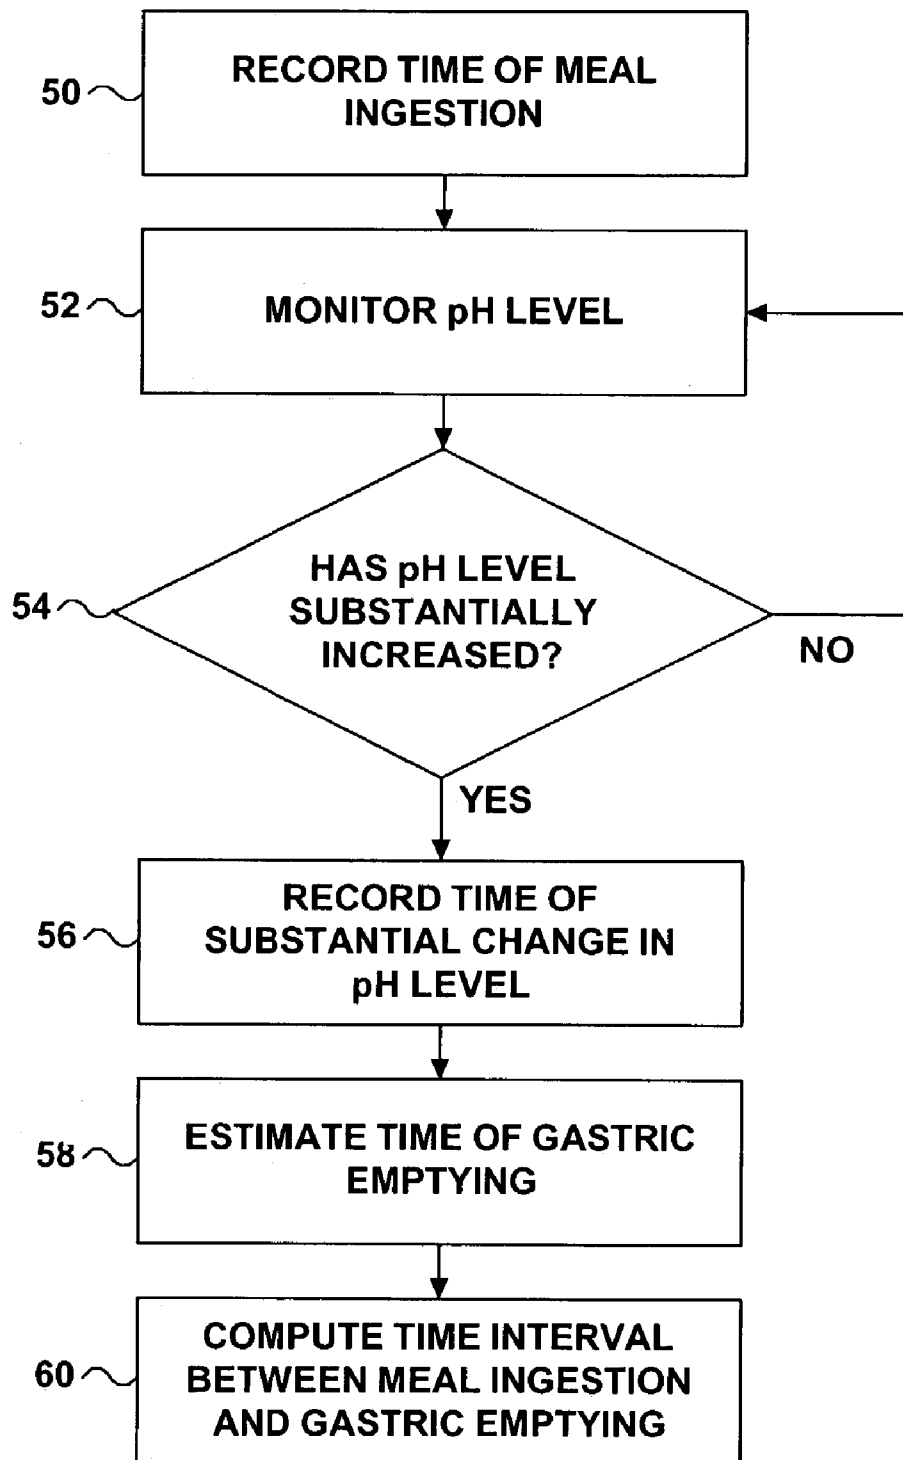 50
RECORD TIME OF MEAL
INGESTION
52
MONITOR pH LEVEL
54
HAS pH LEVEL
SUBSTANTIALLY
INCREASED?
NO
YES
56
RECORD TIME OF
SUBSTANTIAL CHANGE IN
pH LEVEL
58
ESTIMATE TIME OF GASTRIC
EMPTYING
60
COMPUTE TIME INTERVAL
BETWEEN MEAL INGESTION
AND GASTRIC EMPTYING